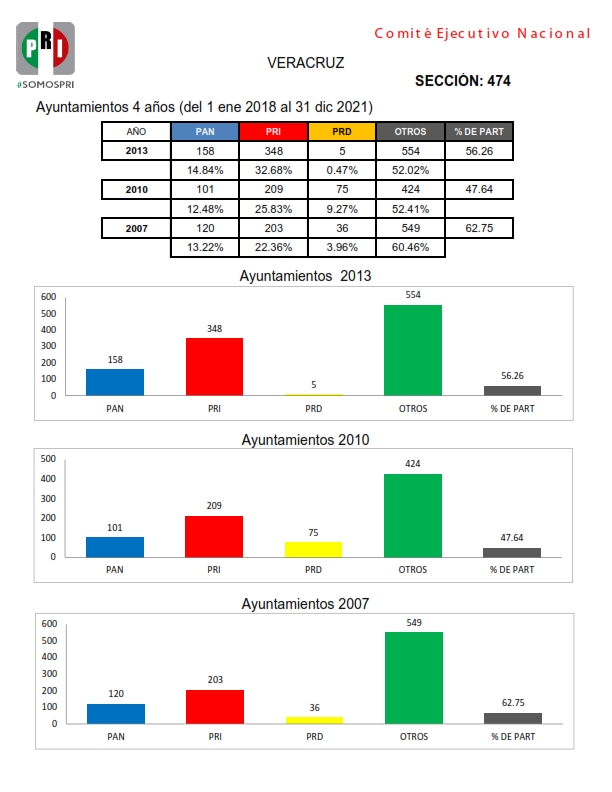 Comité Ejecutivo Nacional
PRI
#SOMOSPRI
VERACRUZ
SECCIÓN: 474
Ayuntamientos 4 años (del 1 ene 2018 al 31 dic 2021)
AÑO PAN PRI PRD OTROS % DE PART
2013 158 348 5 554 56.26
14.84% 32.68% 0.47% 52.02%
2010 101 209 75 424 47.64
12.48% 25.83% 9.27% 52.41%
2007 120 203 36 549 62.75
13.22% 22.36% 3.96% 60.46%
Ayuntamientos 2013
600
500
400
300
200
100
0
158 348 5 554 56.26
PAN PRI PRD OTROS % DE PART
Ayuntamientos 2010
500
400
300
200
100
0
101 209 75 424 47.64
PAN PRI PRD OTROS % DE PART
Ayuntamientos 2007
600
500
400
300
200
100
0
120 203 36 549 62.75
PAN PRI PRD OTROS % DE PART